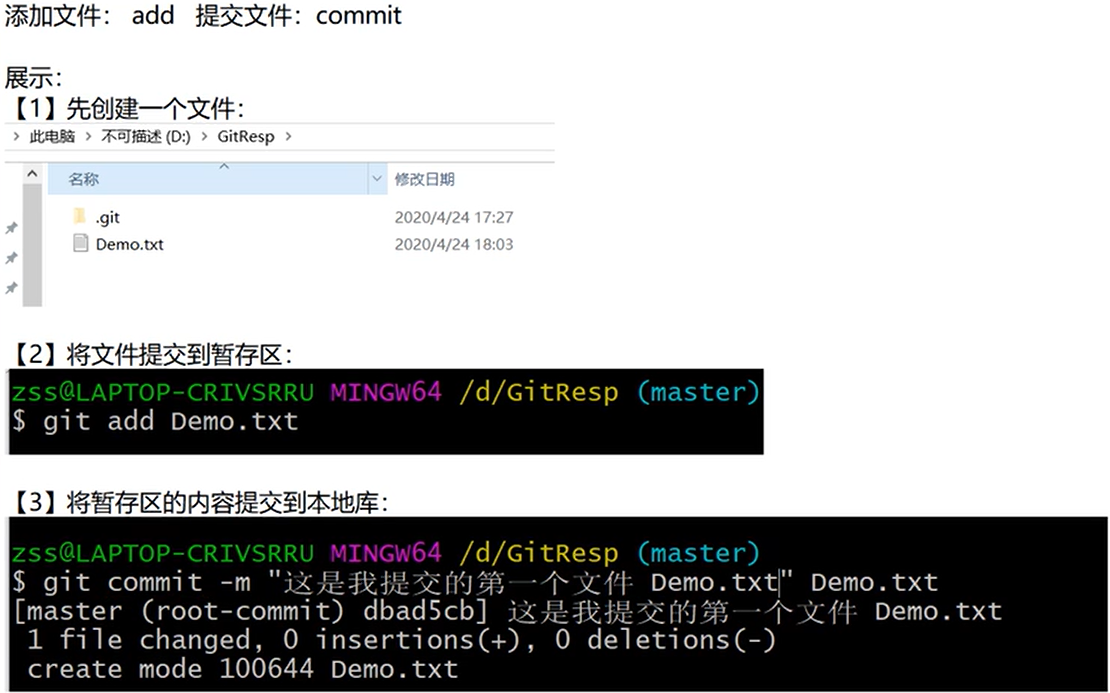 添加文件： add 提交文件：commit
展示：
【1】先创建一个文件：
> 此电脑 > 不可描述 (D:) > GitResp >
名称 修改日期
.git 2020/4/24 17:27
Demo.txt 2020/4/24 18:03
【2】将文件提交到暂存区：
zss@LAPTOP-CRIVSRRU MINGW64 /d/GitResp (master)
$ git add Demo.txt
【3】将暂存区的内容提交到本地库：
zss@LAPTOP-CRIVSRRU MINGW64 /d/GitResp (master)
$ git commit -m "这是我提交的第一个文件 Demo.txt" Demo.txt
[master (root-commit) dbad5cb] 这是我提交的第一个文件 Demo.txt
1 file changed, 0 insertions(+), 0 deletions(-)
create mode 100644 Demo.txt